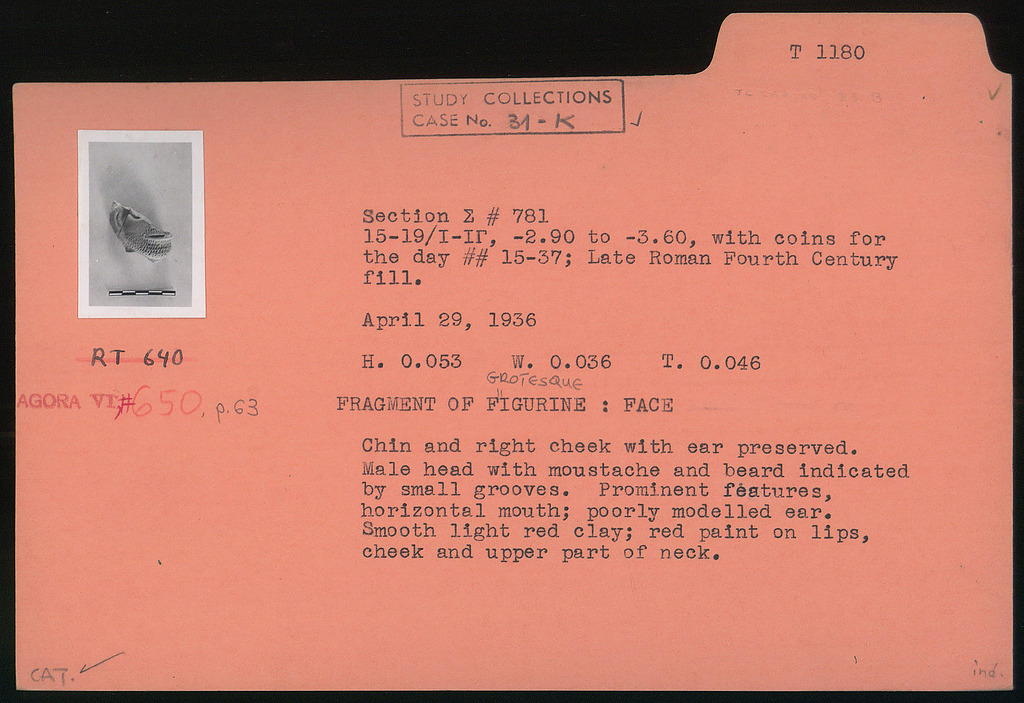 T 1180
STUDY COLLECTIONS
CASE No. 31-K ✓
Section Σ # 781
15-19/Ι-ΙΓ, -2.90 to -3.60, with coins for
the day ## 15-37; Late Roman Fourth Century
fill.
April 29, 1936
RT 640
H. 0.053 W. 0.036 T. 0.046
GROTESQUE
AGORA VI, #650, p.63
FRAGMENT OF FIGURINE : FACE
Chin and right cheek with ear preserved.
Male head with moustache and beard indicated
by small grooves. Prominent features,
horizontal mouth; poorly modelled ear.
Smooth light red clay; red paint on lips,
cheek and upper part of neck.
CAT. ✓
ind.